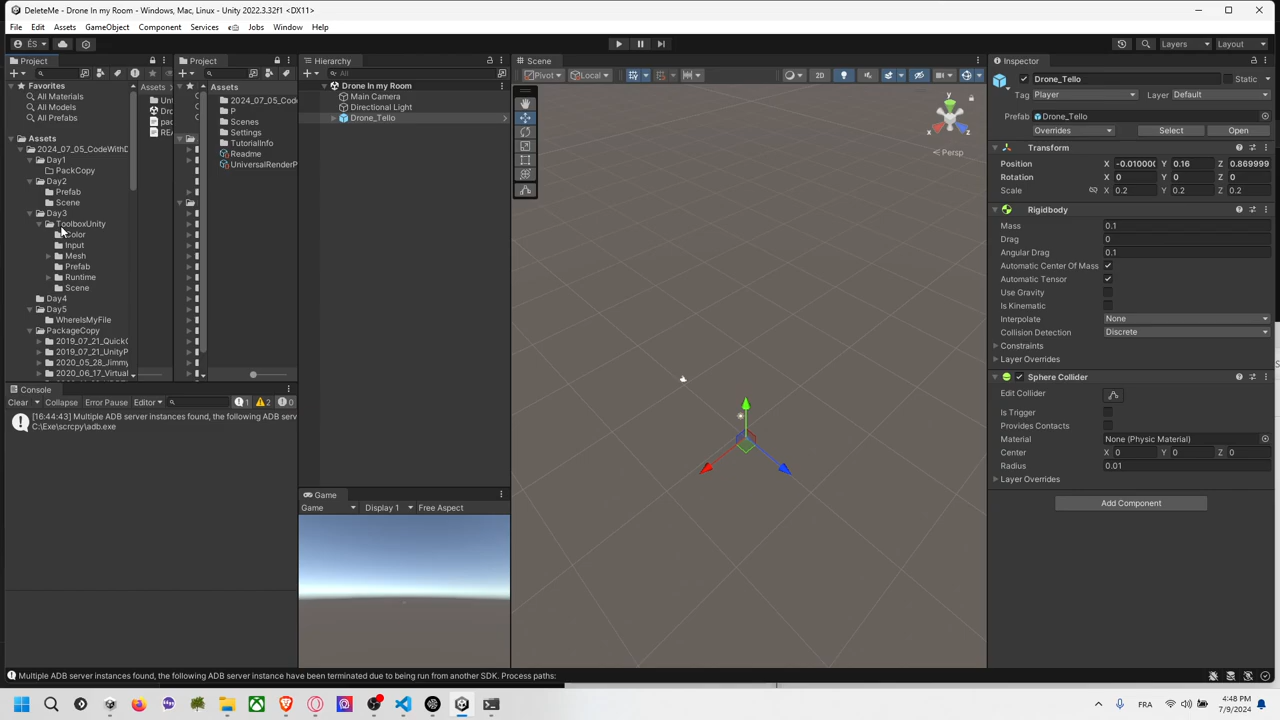 DeleteMe - Drone In my Room - Windows, Mac, Linux - Unity 2022.3.32f1 <DX11>
File Edit Assets GameObject Component Services Jobs Window Help
ÉS
Layers Layout
Project
Favorites
All Materials
All Models
All Prefabs
Assets
2024_07_05_CodeWithD
Day1
PackCopy
Day2
Prefab
Scene
Day3
ToolboxUnity
Color
Input
Mesh
Prefab
Runtime
Scene
Day4
Day5
WhereIsMyFile
PackageCopy
2019_07_21_QuickC
2019_07_21_UnityP
2020_05_28_Jimmy
2020_06_17_Virtual
Assets
Unt
Dro
pac
REA
Project
Assets
2024_07_05_Cod
P
Scenes
Settings
TutorialInfo
Readme
UniversalRenderP
Hierarchy
All
Drone In my Room
Main Camera
Directional Light
Drone_Tello
Scene
Pivot Local 2D
y
x
z
Persp
Inspector
Drone_Tello Static
Tag Player Layer Default
Prefab Drone_Tello
Overrides Select Open
Transform
Position X -0.010000 Y 0.16 Z 0.869999
Rotation X 0 Y 0 Z 0
Scale X 0.2 Y 0.2 Z 0.2
Rigidbody
Mass 0.1
Drag 0
Angular Drag 0.1
Automatic Center Of Mass
Automatic Tensor
Use Gravity
Is Kinematic
Interpolate None
Collision Detection Discrete
Constraints
Layer Overrides
Sphere Collider
Edit Collider
Is Trigger
Provides Contacts
Material None (Physic Material)
Center X 0 Y 0 Z 0
Radius 0.01
Layer Overrides
Add Component
Console
Clear Collapse Error Pause Editor 1 2 0
[16:44:43] Multiple ADB server instances found, the following ADB serv
C:\Exe\scrcpy\adb.exe
Game
Game Display 1 Free Aspect
Multiple ADB server instances found, the following ADB server instance have been terminated due to being run from another SDK. Process paths:
FRA
4:48 PM
7/9/2024